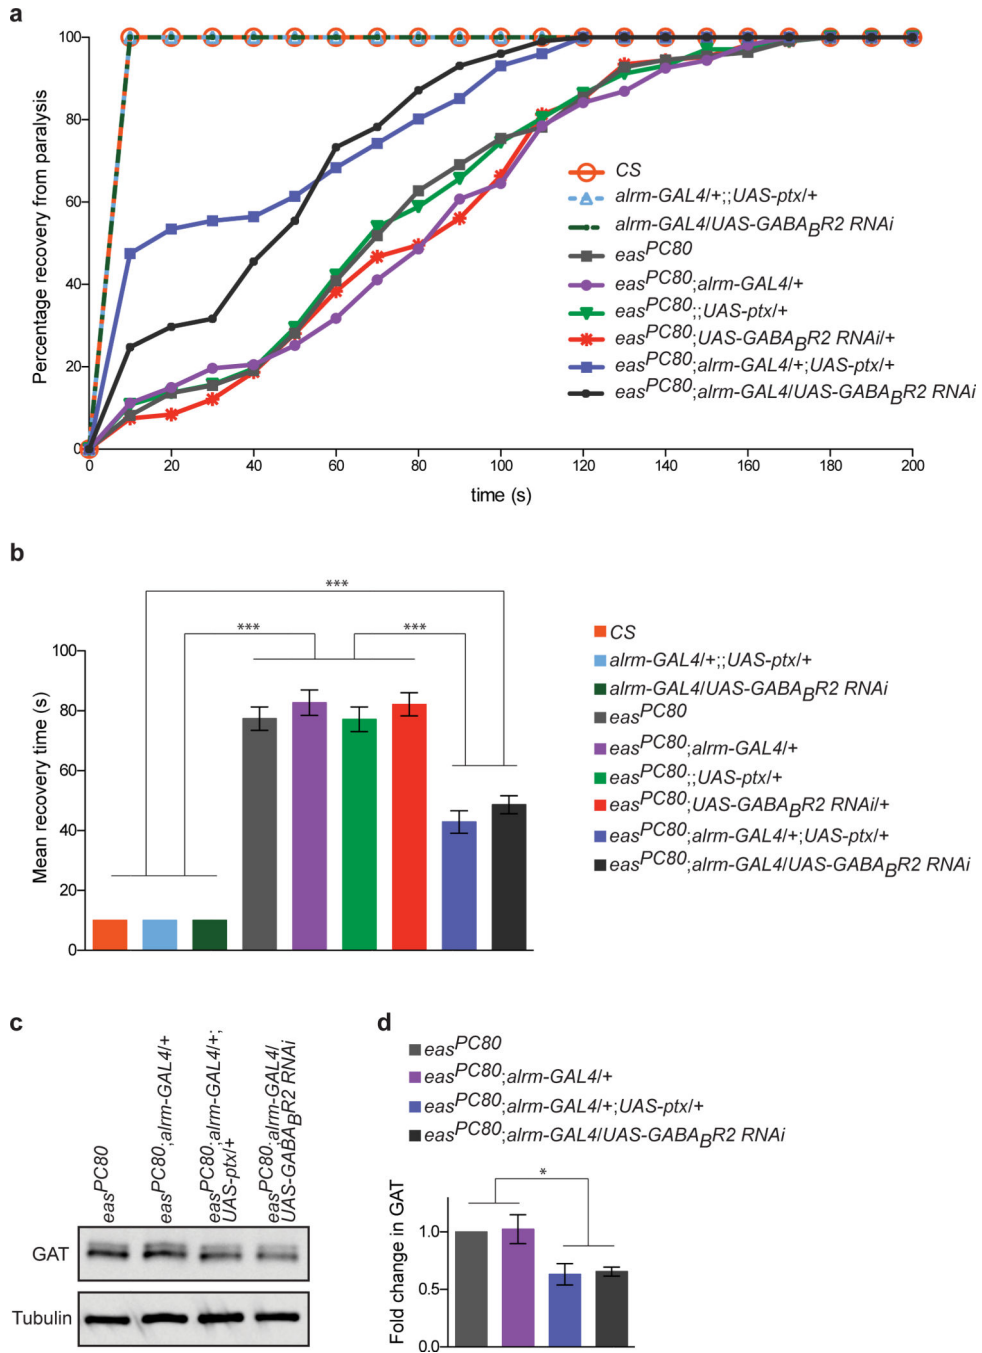 a
Percentage recovery from paralysis
100
80
60
40
20
0
0 20 40 60 80 100 120 140 160 180 200
time (s)
CS
alrm-GAL4/+;;UAS-ptx/+
alrm-GAL4/UAS-GABABR2 RNAi
easPC80
easPC80;alrm-GAL4/+
easPC80;;UAS-ptx/+
easPC80;UAS-GABABR2 RNAi/+
easPC80;alrm-GAL4/+;UAS-ptx/+
easPC80;alrm-GAL4/UAS-GABABR2 RNAi
b
***
*** ***
Mean recovery time (s)
100
80
60
40
20
0
CS
alrm-GAL4/+;;UAS-ptx/+
alrm-GAL4/UAS-GABABR2 RNAi
easPC80
easPC80;alrm-GAL4/+
easPC80;;UAS-ptx/+
easPC80;UAS-GABABR2 RNAi/+
easPC80;alrm-GAL4/+;UAS-ptx/+
easPC80;alrm-GAL4/UAS-GABABR2 RNAi
c
easPC80
easPC80;alrm-GAL4/+
easPC80;alrm-GAL4/+;
UAS-ptx/+
easPC80;alrm-GAL4/
UAS-GABABR2 RNAi
GAT
Tubulin
d
easPC80
easPC80;alrm-GAL4/+
easPC80;alrm-GAL4/+;UAS-ptx/+
easPC80;alrm-GAL4/UAS-GABABR2 RNAi
*
Fold change in GAT
1.0
0.5
0.0